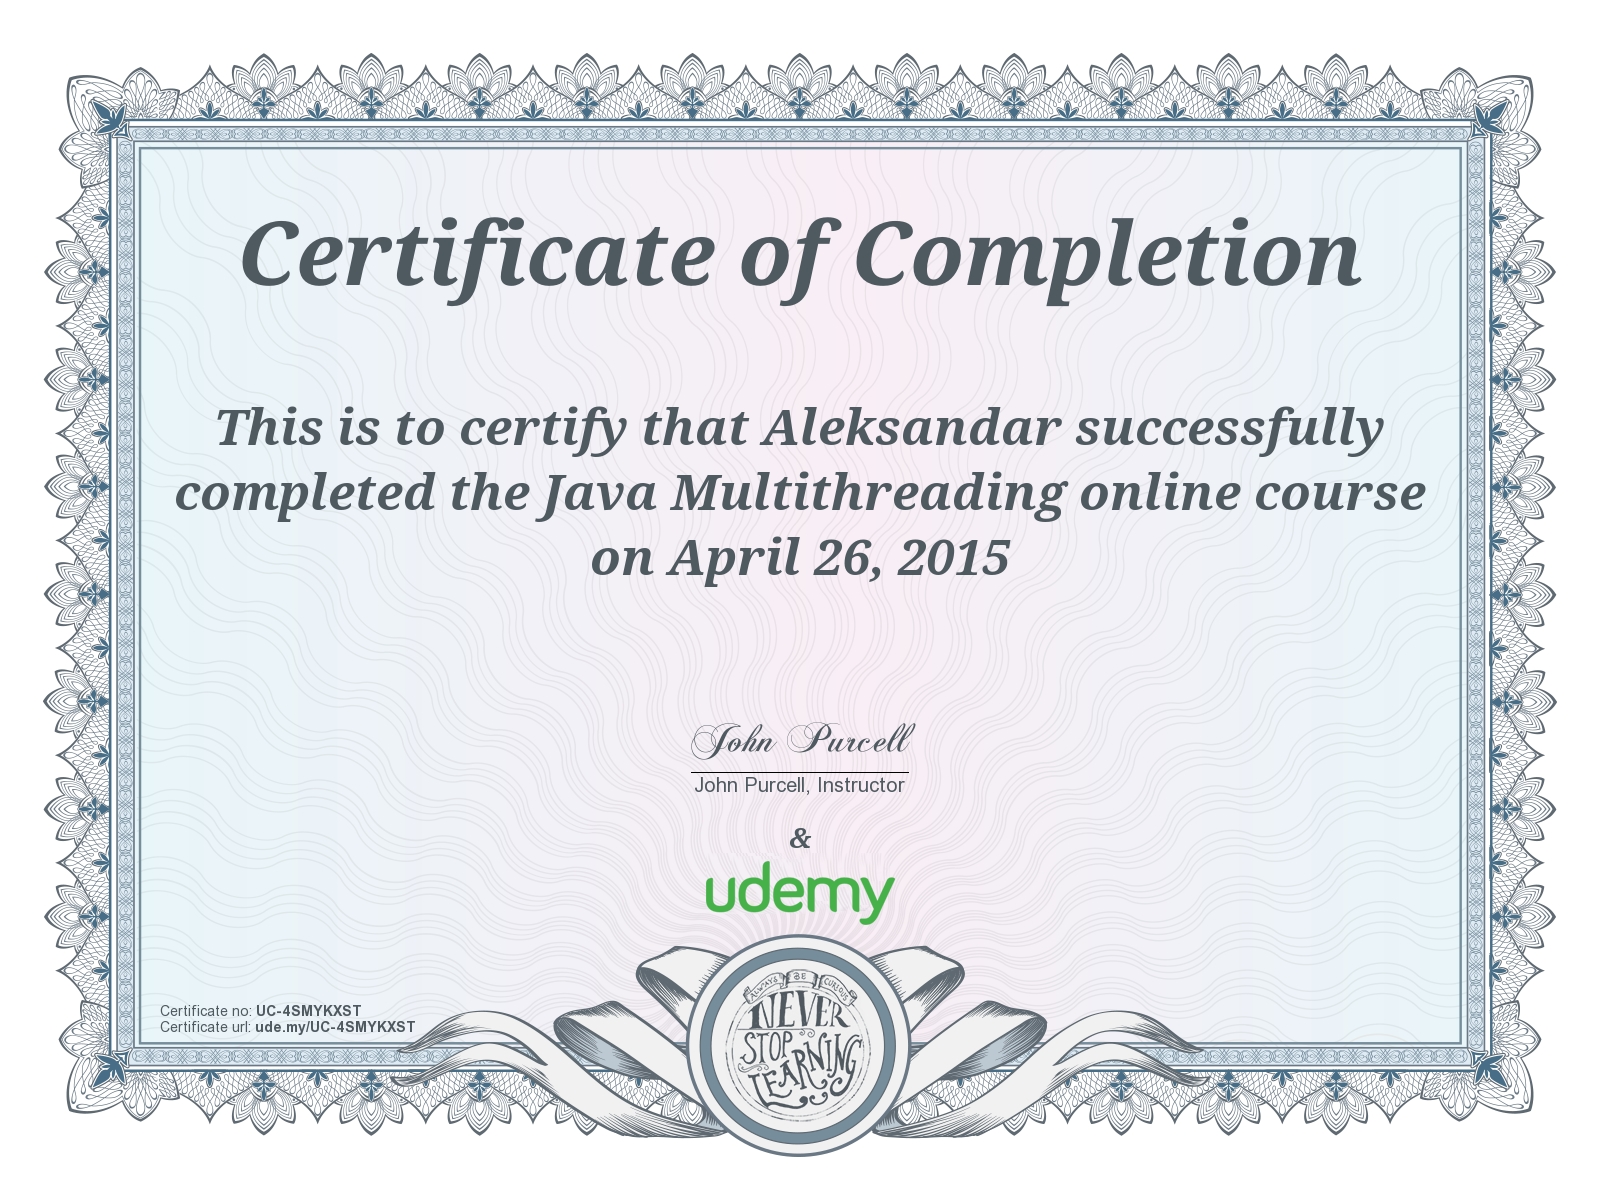 Certificate of Completion
This is to certify that Aleksandar successfully
completed the Java Multithreading online course
on April 26, 2015
John Purcell
John Purcell, Instructor
&
udemy
Certificate no: UC-4SMYKXST
Certificate url: ude.my/UC-4SMYKXST
ALWAYS BE CURIOUS
NEVER
STOP
LEARNING